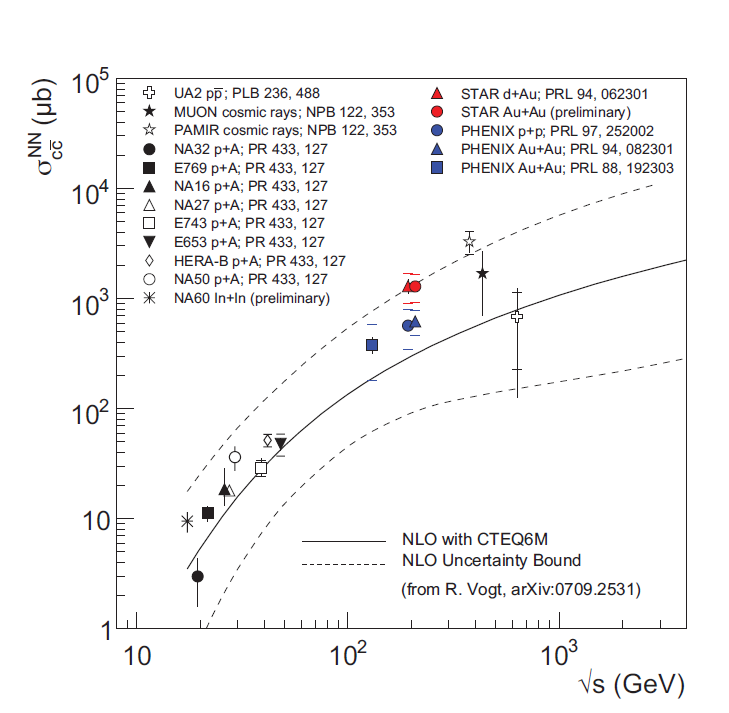 10^5
10^4
10^3
10^2
10
1
σ_{cc̄}^{NN} (μb)
UA2 pp̄; PLB 236, 488
MUON cosmic rays; NPB 122, 353
PAMIR cosmic rays; NPB 122, 353
NA32 p+A; PR 433, 127
E769 p+A; PR 433, 127
NA16 p+A; PR 433, 127
NA27 p+A; PR 433, 127
E743 p+A; PR 433, 127
E653 p+A; PR 433, 127
HERA-B p+A; PR 433, 127
NA50 p+A; PR 433, 127
NA60 In+In (preliminary)
STAR d+Au; PRL 94, 062301
STAR Au+Au (preliminary)
PHENIX p+p; PRL 97, 252002
PHENIX Au+Au; PRL 94, 082301
PHENIX Au+Au; PRL 88, 192303
NLO with CTEQ6M
NLO Uncertainty Bound
(from R. Vogt, arXiv:0709.2531)
10
10^2
10^3
√s (GeV)